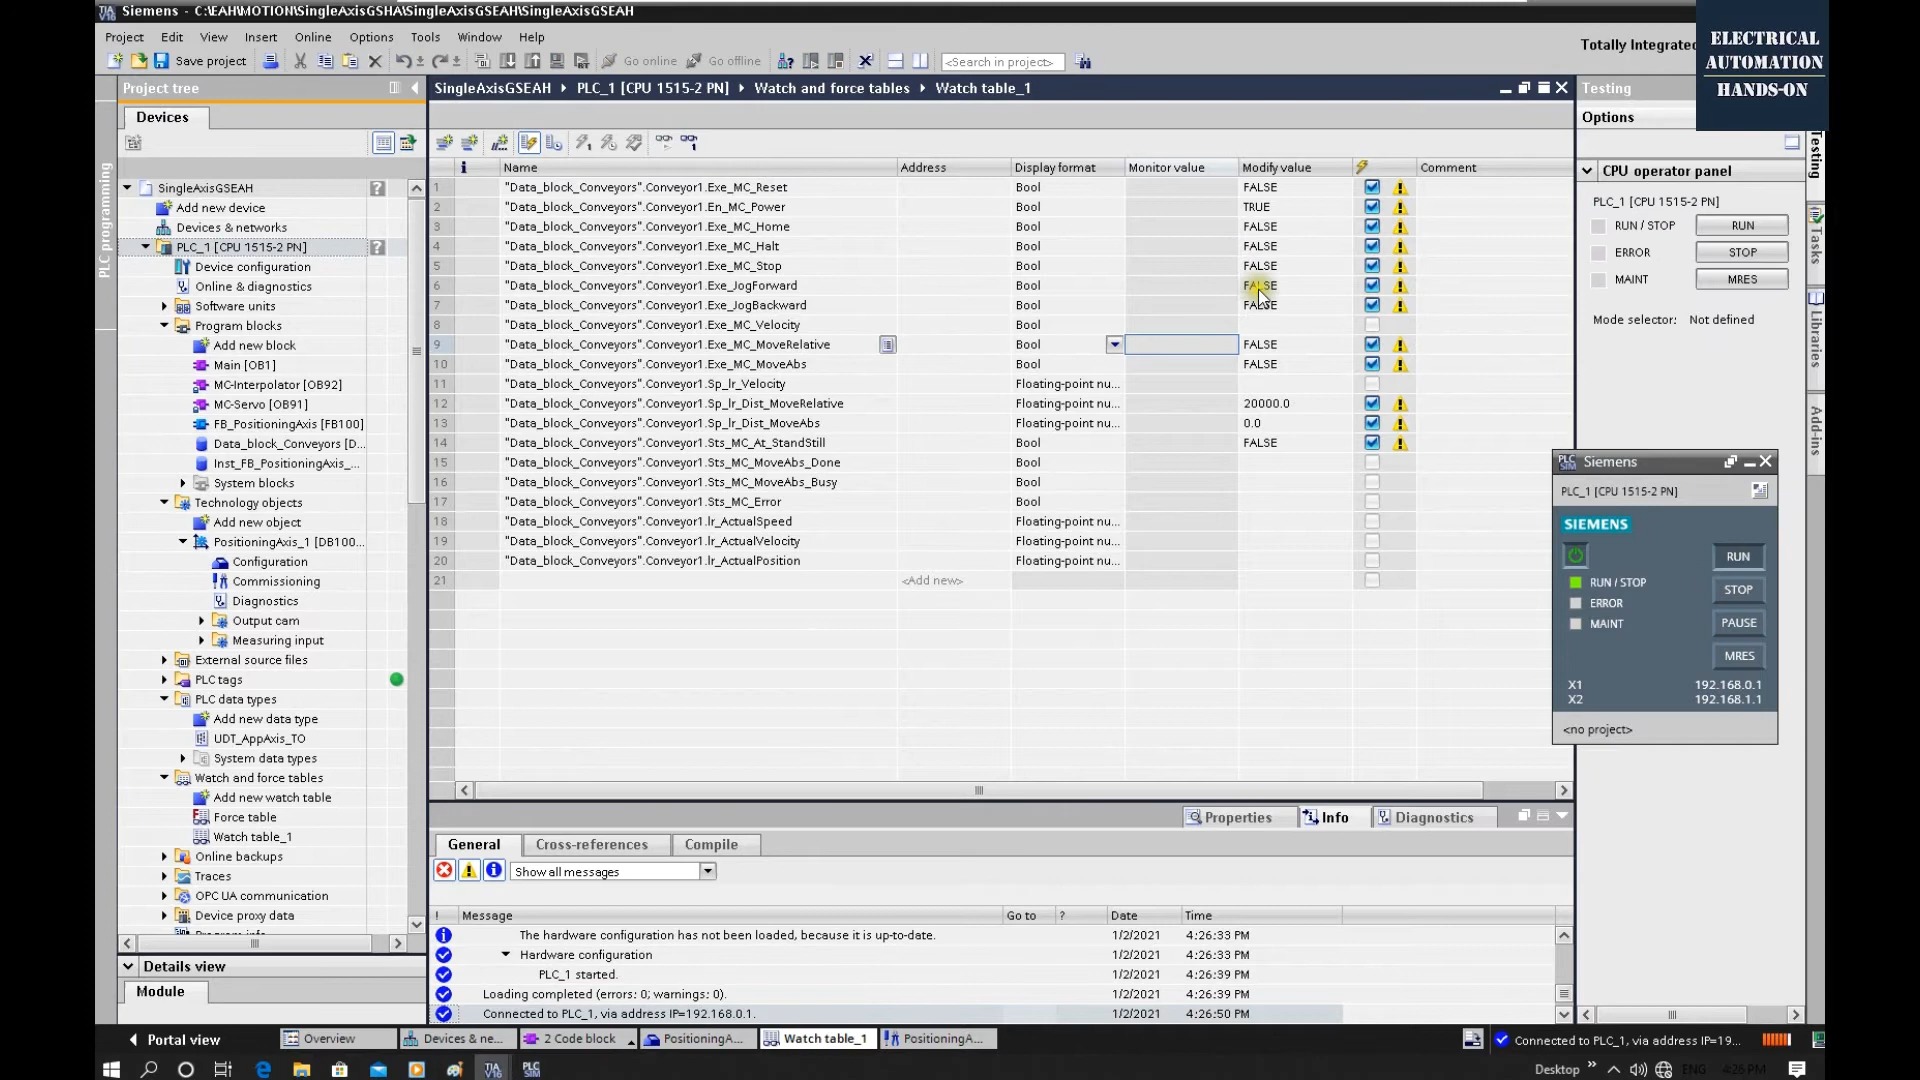 Siemens - C:\EAH\MOTION\SingleAxisGSHA\SingleAxisGSEAH\SingleAxisGSEAH
Project Edit View Insert Online Options Tools Window Help
Totally Integrated
ELECTRICAL
AUTOMATION
HANDS-ON
Save project
Go online
Go offline
<Search in project>
Project tree
SingleAxisGSEAH
PLC_1 [CPU 1515-2 PN]
Watch and force tables
Watch table_1
Testing
Devices
Options
PLC programming
SingleAxisGSEAH
Add new device
Devices & networks
PLC_1 [CPU 1515-2 PN]
Device configuration
Online & diagnostics
Software units
Program blocks
Add new block
Main [OB1]
MC-Interpolator [OB92]
MC-Servo [OB91]
FB_PositioningAxis [FB100]
Data_block_Conveyors [D...
Inst_FB_PositioningAxis_...
System blocks
Technology objects
Add new object
PositioningAxis_1 [DB100...
Configuration
Commissioning
Diagnostics
Output cam
Measuring input
External source files
PLC tags
PLC data types
Add new data type
UDT_AppAxis_TO
System data types
Watch and force tables
Add new watch table
Force table
Watch table_1
Online backups
Traces
OPC UA communication
Device proxy data
Details view
Module
i Name Address Display format Monitor value Modify value Comment
1 "Data_block_Conveyors".Conveyor1.Exe_MC_Reset Bool FALSE
2 "Data_block_Conveyors".Conveyor1.En_MC_Power Bool TRUE
3 "Data_block_Conveyors".Conveyor1.Exe_MC_Home Bool FALSE
4 "Data_block_Conveyors".Conveyor1.Exe_MC_Halt Bool FALSE
5 "Data_block_Conveyors".Conveyor1.Exe_MC_Stop Bool FALSE
6 "Data_block_Conveyors".Conveyor1.Exe_JogForward Bool FALSE
7 "Data_block_Conveyors".Conveyor1.Exe_JogBackward Bool FALSE
8 "Data_block_Conveyors".Conveyor1.Exe_MC_Velocity Bool
9 "Data_block_Conveyors".Conveyor1.Exe_MC_MoveRelative Bool FALSE
10 "Data_block_Conveyors".Conveyor1.Exe_MC_MoveAbs Bool FALSE
11 "Data_block_Conveyors".Conveyor1.Sp_lr_Velocity Floating-point nu...
12 "Data_block_Conveyors".Conveyor1.Sp_lr_Dist_MoveRelative Floating-point nu... 20000.0
13 "Data_block_Conveyors".Conveyor1.Sp_lr_Dist_MoveAbs Floating-point nu... 0.0
14 "Data_block_Conveyors".Conveyor1.Sts_MC_At_StandStill Bool FALSE
15 "Data_block_Conveyors".Conveyor1.Sts_MC_MoveAbs_Done Bool
16 "Data_block_Conveyors".Conveyor1.Sts_MC_MoveAbs_Busy Bool
17 "Data_block_Conveyors".Conveyor1.Sts_MC_Error Bool
18 "Data_block_Conveyors".Conveyor1.lr_ActualSpeed Floating-point nu...
19 "Data_block_Conveyors".Conveyor1.lr_ActualVelocity Floating-point nu...
20 "Data_block_Conveyors".Conveyor1.lr_ActualPosition Floating-point nu...
21 <Add new>
CPU operator panel
PLC_1 [CPU 1515-2 PN]
RUN / STOP RUN
ERROR STOP
MAINT MRES
Mode selector: Not defined
Testing
Tasks
Libraries
Add-ins
Siemens
PLC_1 [CPU 1515-2 PN]
SIEMENS
RUN
RUN / STOP
STOP
ERROR
MAINT
PAUSE
MRES
X1 192.168.0.1
X2 192.168.1.1
<no project>
Properties Info Diagnostics
General Cross-references Compile
Show all messages
! Message Go to ? Date Time
The hardware configuration has not been loaded, because it is up-to-date. 1/2/2021 4:26:33 PM
Hardware configuration 1/2/2021 4:26:33 PM
PLC_1 started. 1/2/2021 4:26:39 PM
Loading completed (errors: 0; warnings: 0). 1/2/2021 4:26:39 PM
Connected to PLC_1, via address IP=192.168.0.1. 1/2/2021 4:26:50 PM
Portal view
Overview
Devices & ne...
2 Code block
PositioningA...
Watch table_1
PositioningA...
Connected to PLC_1, via address IP=19...
Desktop
ENG
4:26 PM